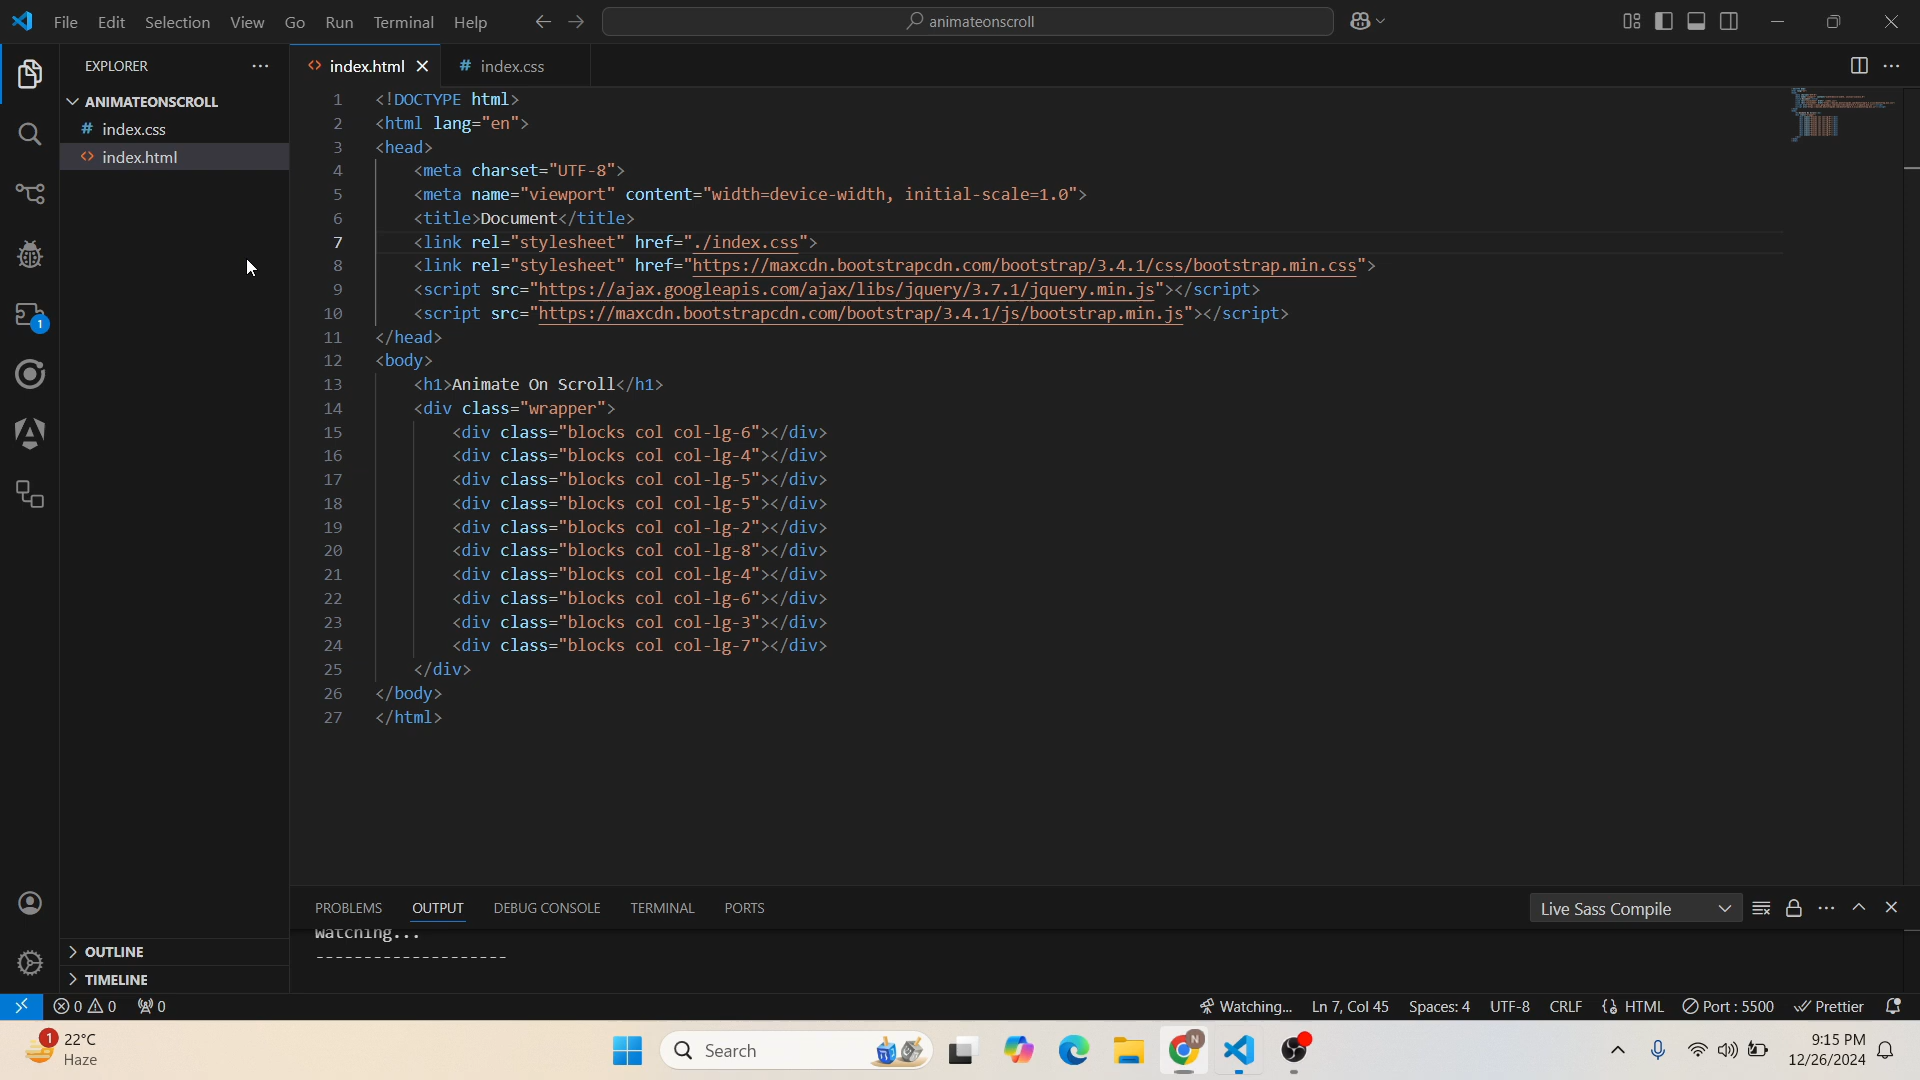 File Edit Selection View Go Run Terminal Help
animateonscroll
EXPLORER
ANIMATEONSCROLL
# index.css
<> index.html
1
<> index.html
# index.css
1 <!DOCTYPE html>
2 <html lang="en">
3 <head>
4 <meta charset="UTF-8">
5 <meta name="viewport" content="width=device-width, initial-scale=1.0">
6 <title>Document</title>
7 <link rel="stylesheet" href="./index.css">
8 <link rel="stylesheet" href="https://maxcdn.bootstrapcdn.com/bootstrap/3.4.1/css/bootstrap.min.css">
9 <script src="https://ajax.googleapis.com/ajax/libs/jquery/3.7.1/jquery.min.js"></script>
10 <script src="https://maxcdn.bootstrapcdn.com/bootstrap/3.4.1/js/bootstrap.min.js"></script>
11 </head>
12 <body>
13 <h1>Animate On Scroll</h1>
14 <div class="wrapper">
15 <div class="blocks col col-lg-6"></div>
16 <div class="blocks col col-lg-4"></div>
17 <div class="blocks col col-lg-5"></div>
18 <div class="blocks col col-lg-5"></div>
19 <div class="blocks col col-lg-2"></div>
20 <div class="blocks col col-lg-8"></div>
21 <div class="blocks col col-lg-4"></div>
22 <div class="blocks col col-lg-6"></div>
23 <div class="blocks col col-lg-3"></div>
24 <div class="blocks col col-lg-7"></div>
25 </div>
26 </body>
27 </html>
PROBLEMS OUTPUT DEBUG CONSOLE TERMINAL PORTS
Live Sass Compile
Watching...
--------------------
OUTLINE
TIMELINE
0 0 0
Watching... Ln 7, Col 45 Spaces: 4 UTF-8 CRLF {} HTML Port : 5500 Prettier
1
22°C
Haze
Search
N
9:15 PM
12/26/2024